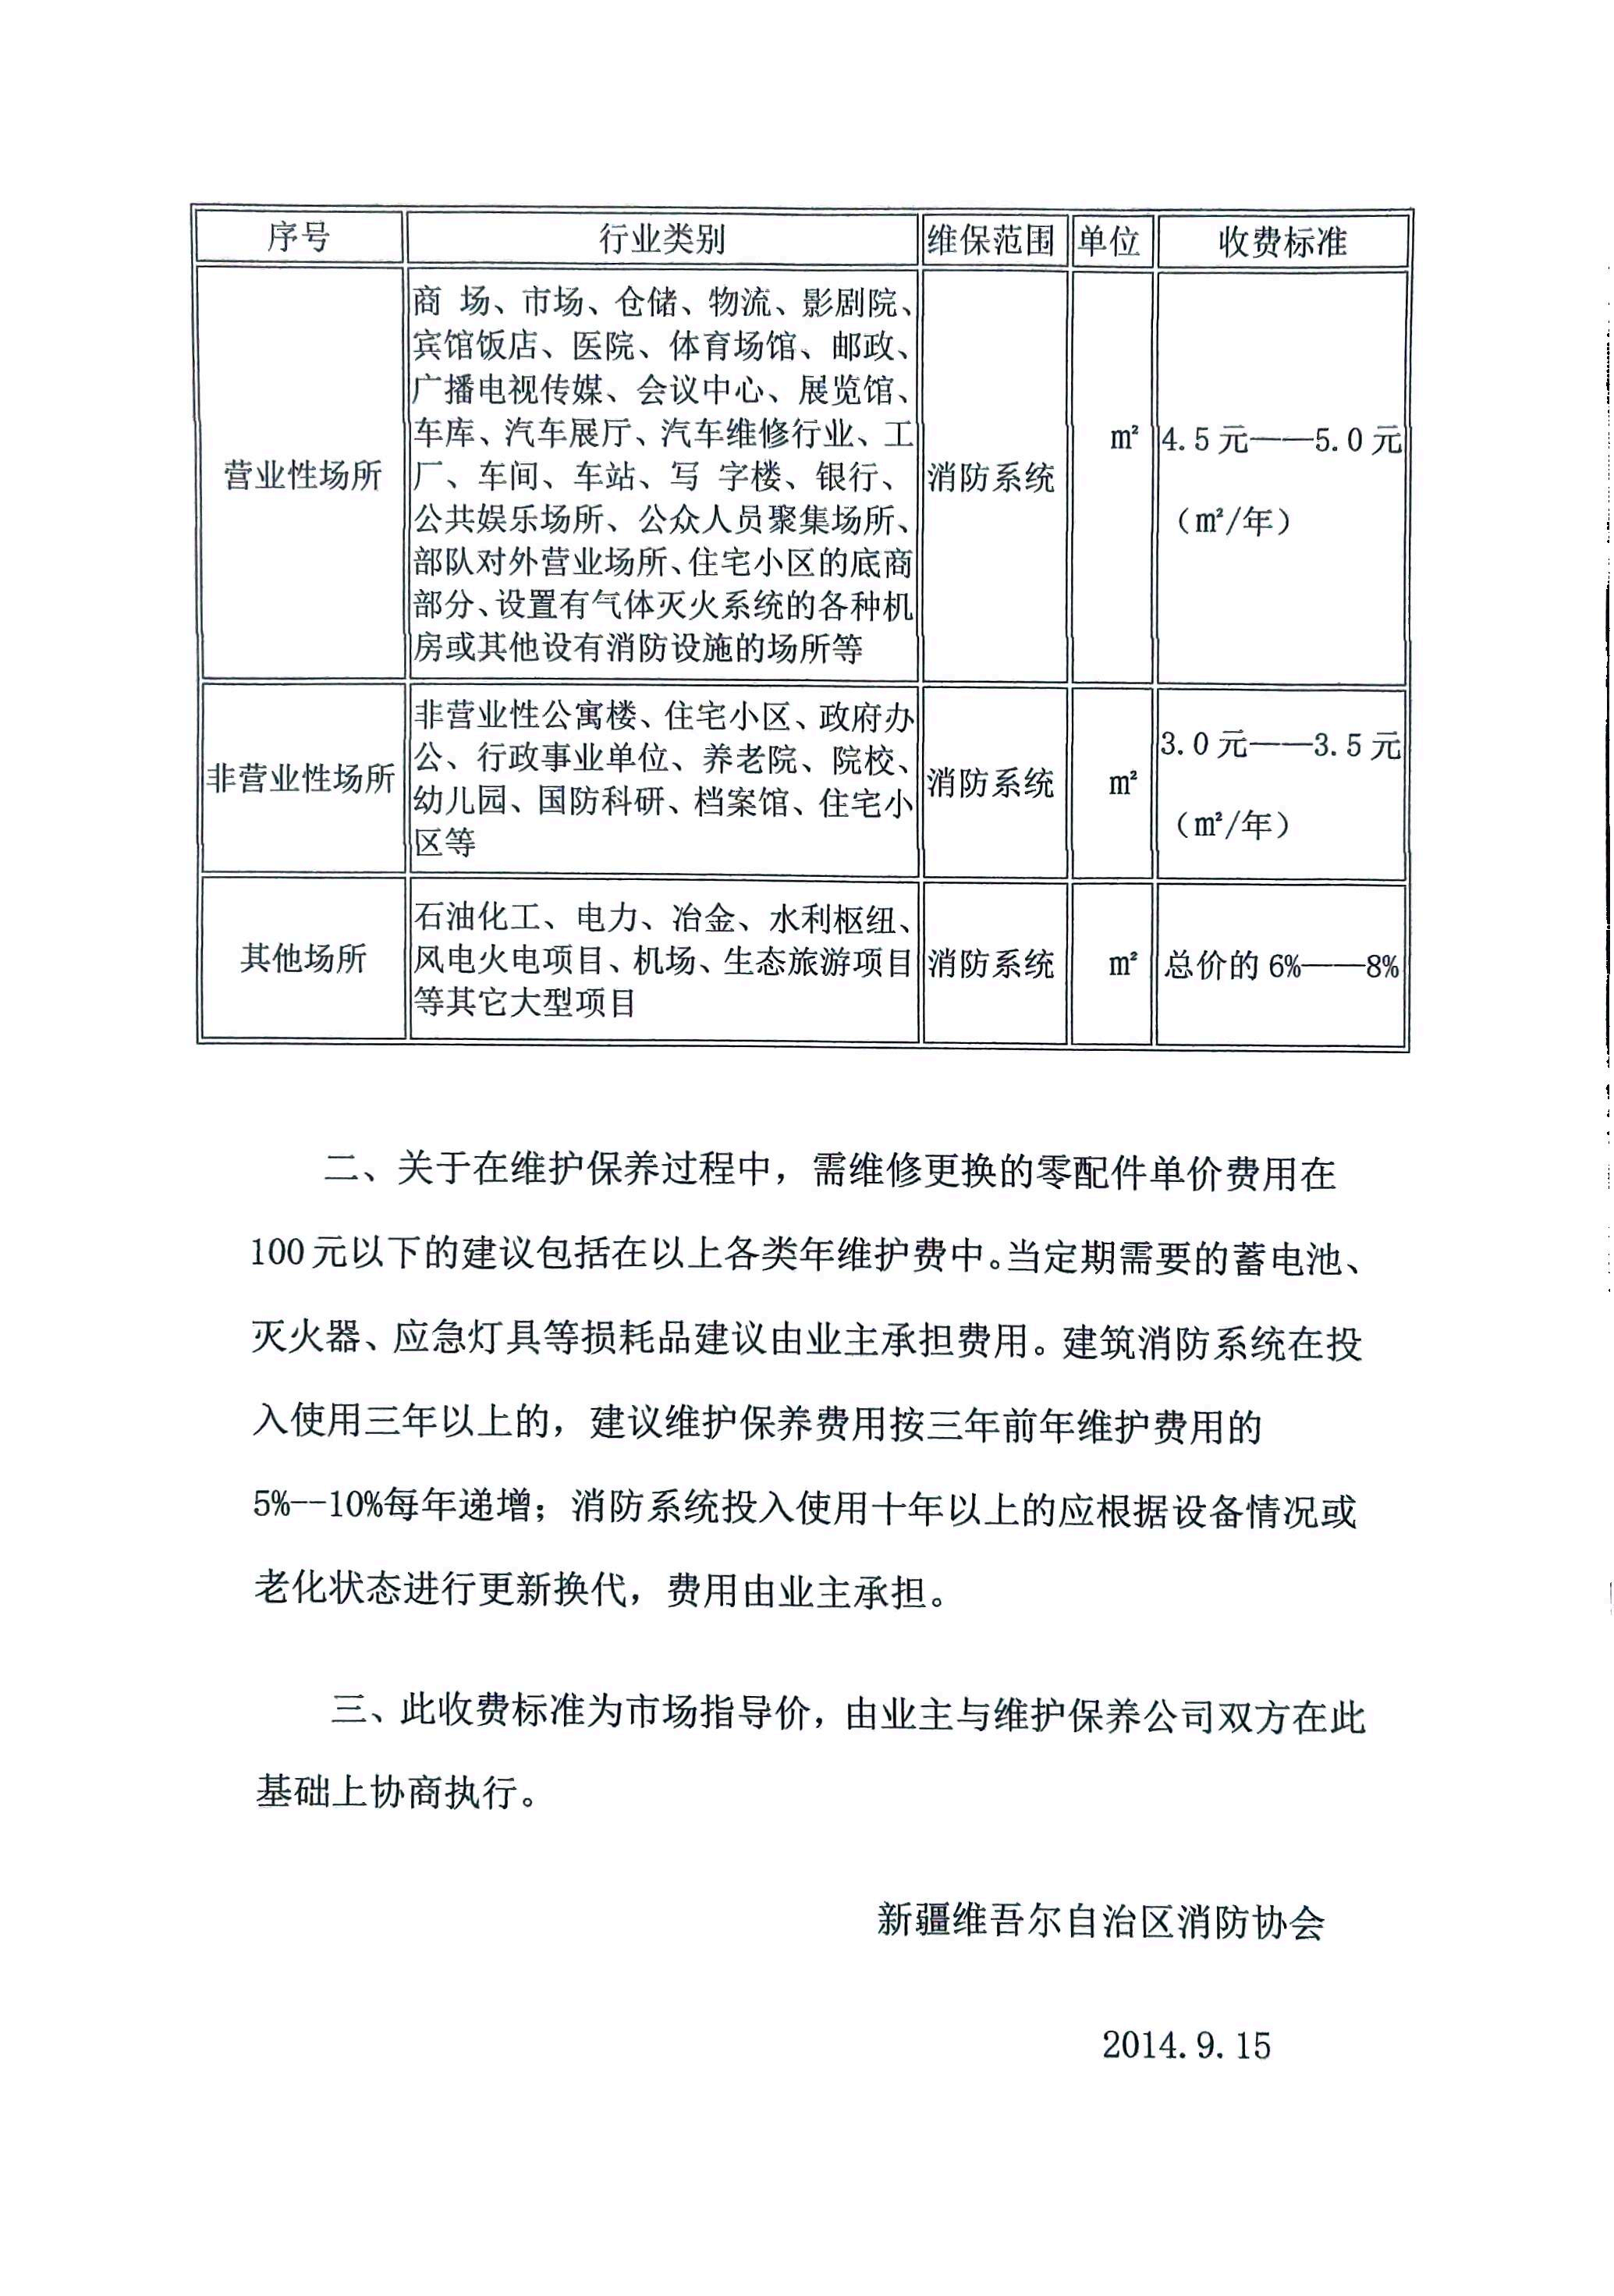 序号 行业类别 维保范围 单位 收费标准
营业性场所
商 场、市场、仓储、物流、影剧院、
宾馆饭店、医院、体育场馆、邮政、
广播电视传媒、会议中心、展览馆、
车库、汽车展厅、汽车维修行业、工
厂、车间、车站、写 字楼、银行、
公共娱乐场所、公众人员聚集场所、
部队对外营业场所、住宅小区的底商
部分、设置有气体灭火系统的各种机
房或其他设有消防设施的场所等
消防系统
m²
4.5元——5.0元
（m²/年）
非营业性场所
非营业性公寓楼、住宅小区、政府办
公、行政事业单位、养老院、院校、
幼儿园、国防科研、档案馆、住宅小
区等
消防系统
m²
3.0元——3.5元
（m²/年）
其他场所
石油化工、电力、冶金、水利枢纽、
风电火电项目、机场、生态旅游项目
等其它大型项目
消防系统
m²
总价的6%——8%
二、关于在维护保养过程中，需维修更换的零配件单价费用在
100元以下的建议包括在以上各类年维护费中。当定期需要的蓄电池、
灭火器、应急灯具等损耗品建议由业主承担费用。建筑消防系统在投
入使用三年以上的，建议维护保养费用按三年前年维护费用的
5%--10%每年递增；消防系统投入使用十年以上的应根据设备情况或
老化状态进行更新换代，费用由业主承担。
三、此收费标准为市场指导价，由业主与维护保养公司双方在此
基础上协商执行。
新疆维吾尔自治区消防协会
2014.9.15